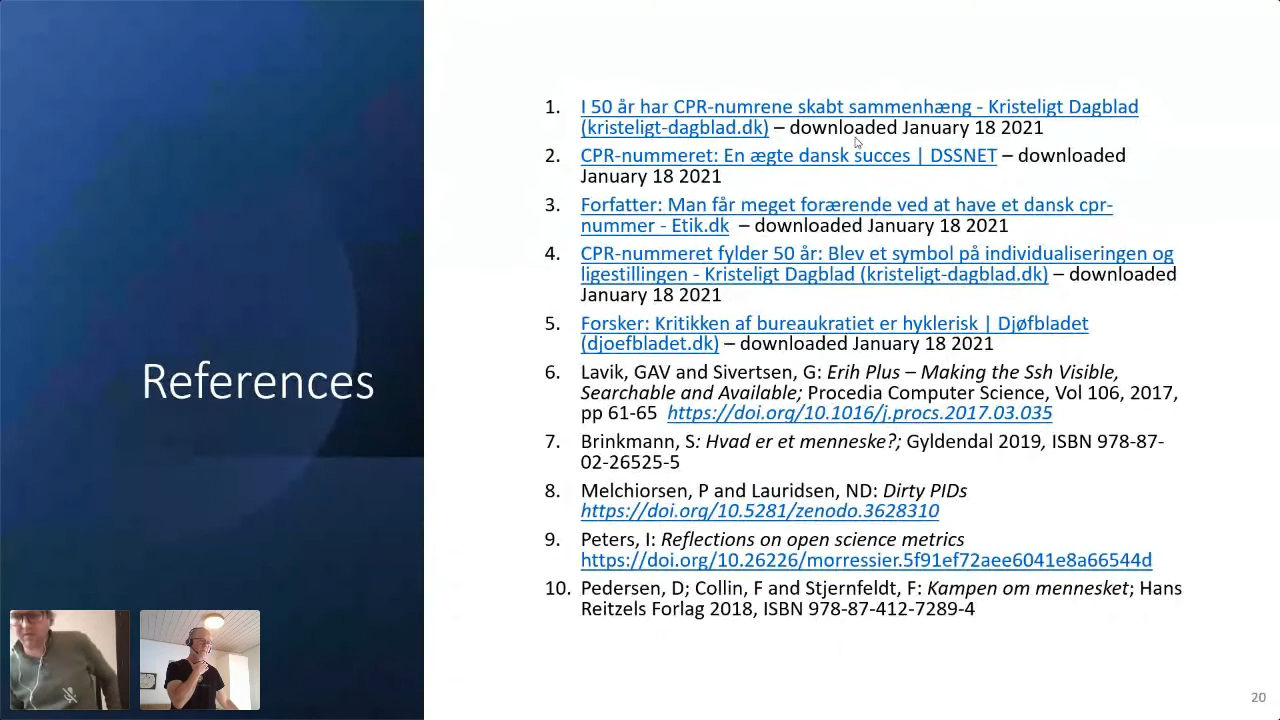 References
1. I 50 år har CPR-numrene skabt sammenhæng - Kristeligt Dagblad
(kristeligt-dagblad.dk) – downloaded January 18 2021
2. CPR-nummeret: En ægte dansk succes | DSSNET – downloaded
January 18 2021
3. Forfatter: Man får meget forærende ved at have et dansk cpr-
nummer - Etik.dk – downloaded January 18 2021
4. CPR-nummeret fylder 50 år: Blev et symbol på individualiseringen og
ligestillingen - Kristeligt Dagblad (kristeligt-dagblad.dk) – downloaded
January 18 2021
5. Forsker: Kritikken af bureaukratiet er hyklerisk | Djøfbladet
(djoefbladet.dk) – downloaded January 18 2021
6. Lavik, GAV and Sivertsen, G: Erih Plus – Making the Ssh Visible,
Searchable and Available; Procedia Computer Science, Vol 106, 2017,
pp 61-65 https://doi.org/10.1016/j.procs.2017.03.035
7. Brinkmann, S: Hvad er et menneske?; Gyldendal 2019, ISBN 978-87-
02-26525-5
8. Melchiorsen, P and Lauridsen, ND: Dirty PIDs
https://doi.org/10.5281/zenodo.3628310
9. Peters, I: Reflections on open science metrics
https://doi.org/10.26226/morressier.5f91ef72aee6041e8a66544d
10. Pedersen, D; Collin, F and Stjernfeldt, F: Kampen om mennesket; Hans
Reitzels Forlag 2018, ISBN 978-87-412-7289-4
20